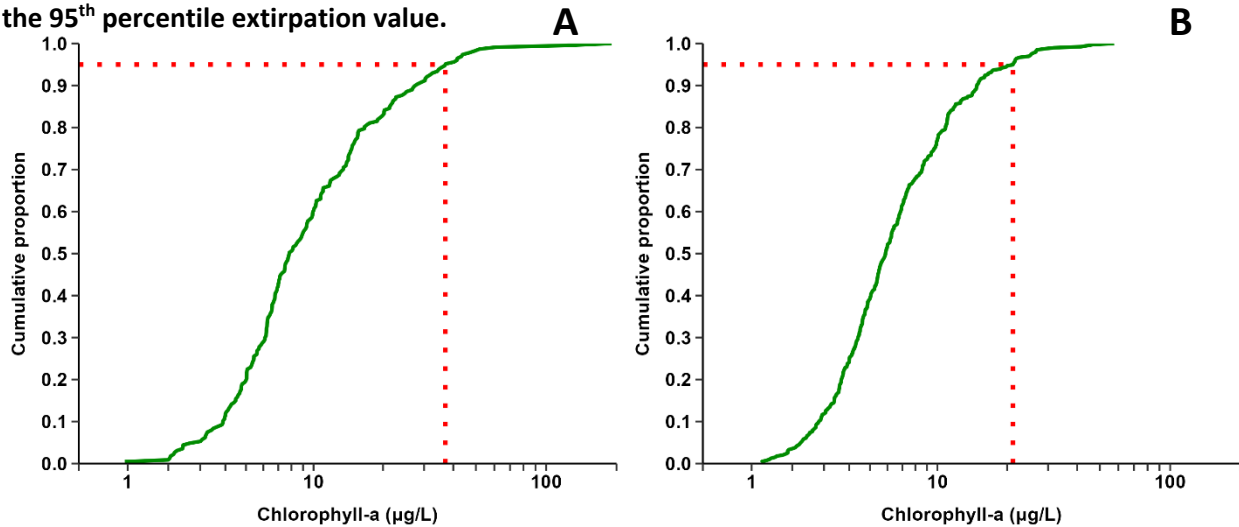 the 95th percentile extirpation value.
A
B
1.0
0.9
0.8
0.7
0.6
0.5
0.4
0.3
0.2
0.1
0.0
Cumulative proportion
1 10 100
Chlorophyll-a (µg/L)
1.0
0.9
0.8
0.7
0.6
0.5
0.4
0.3
0.2
0.1
0.0
Cumulative proportion
1 10 100
Chlorophyll-a (µg/L)